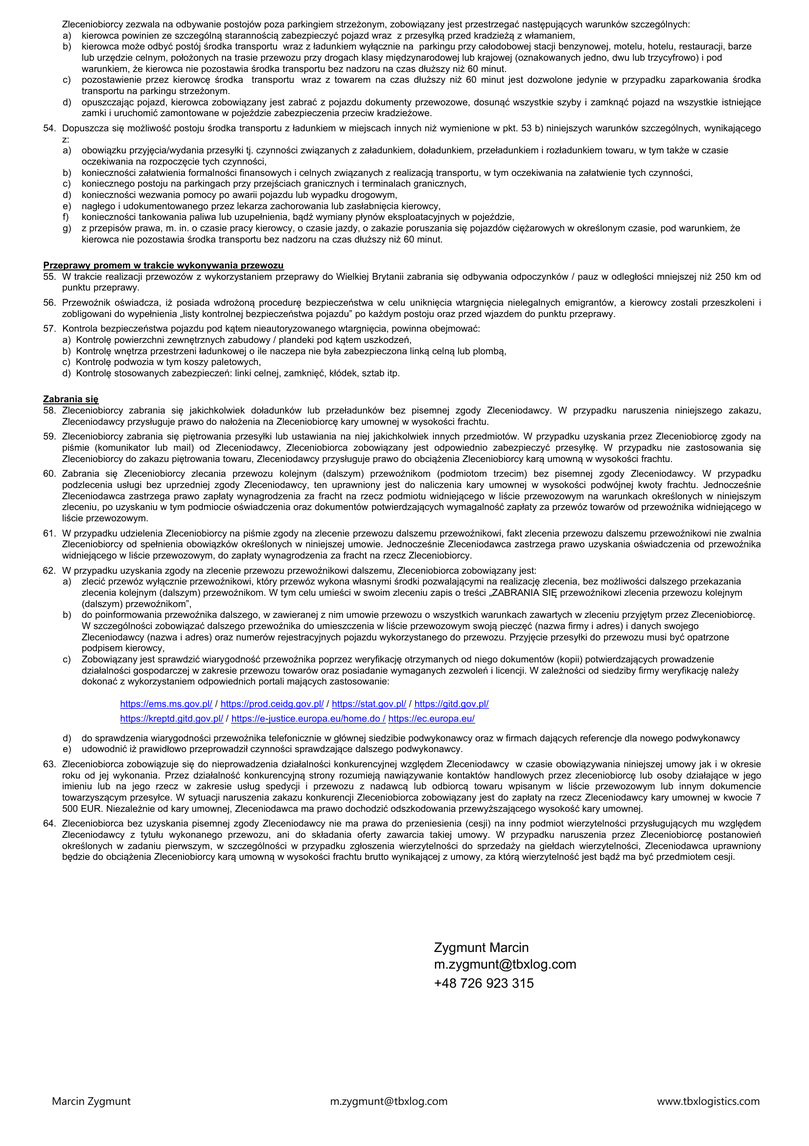 Zleceniobiorcy zezwala na odbywanie postojów poza parkingiem strzeżonym, zobowiązany jest przestrzegać następujących warunków szczególnych:
a) kierowca powinien ze szczególną starannością zabezpieczyć pojazd wraz z przesyłką przed kradzieżą z włamaniem,
b) kierowca może odbyć postój środka transportu wraz z ładunkiem wyłącznie na parkingu przy całodobowej stacji benzynowej, motelu, hotelu, restauracji, barze
lub urzędzie celnym, położonych na trasie przewozu przy drogach klasy międzynarodowej lub krajowej (oznakowanych jedno, dwu lub trzycyfrowo) i pod
warunkiem, że kierowca nie pozostawia środka transportu bez nadzoru na czas dłuższy niż 60 minut.
c) pozostawienie przez kierowcę środka transportu wraz z towarem na czas dłuższy niż 60 minut jest dozwolone jedynie w przypadku zaparkowania środka
transportu na parkingu strzeżonym.
d) opuszczając pojazd, kierowca zobowiązany jest zabrać z pojazdu dokumenty przewozowe, dosunąć wszystkie szyby i zamknąć pojazd na wszystkie istniejące
zamki i uruchomić zamontowane w pojeździe zabezpieczenia przeciw kradzieżowe.
54. Dopuszcza się możliwość postoju środka transportu z ładunkiem w miejscach innych niż wymienione w pkt. 53 b) niniejszych warunków szczególnych, wynikającego
z:
a) obowiązku przyjęcia/wydania przesyłki tj. czynności związanych z załadunkiem, doładunkiem, przeładunkiem i rozładunkiem towaru, w tym także w czasie
oczekiwania na rozpoczęcie tych czynności,
b) konieczności załatwienia formalności finansowych i celnych związanych z realizacją transportu, w tym oczekiwania na załatwienie tych czynności,
c) koniecznego postoju na parkingach przy przejściach granicznych i terminalach granicznych,
d) konieczności wezwania pomocy po awarii pojazdu lub wypadku drogowym,
e) nagłego i udokumentowanego przez lekarza zachorowania lub zasłabnięcia kierowcy,
f) konieczności tankowania paliwa lub uzupełnienia, bądź wymiany płynów eksploatacyjnych w pojeździe,
g) z przepisów prawa, m. in. o czasie pracy kierowcy, o czasie jazdy, o zakazie poruszania się pojazdów ciężarowych w określonym czasie, pod warunkiem, że
kierowca nie pozostawia środka transportu bez nadzoru na czas dłuższy niż 60 minut.
Przeprawy promem w trakcie wykonywania przewozu
55. W trakcie realizacji przewozów z wykorzystaniem przeprawy do Wielkiej Brytanii zabrania się odbywania odpoczynków / pauz w odległości mniejszej niż 250 km od
punktu przeprawy.
56. Przewoźnik oświadcza, iż posiada wdrożoną procedurę bezpieczeństwa w celu uniknięcia wtargnięcia nielegalnych emigrantów, a kierowcy zostali przeszkoleni i
zobligowani do wypełnienia „listy kontrolnej bezpieczeństwa pojazdu” po każdym postoju oraz przed wjazdem do punktu przeprawy.
57. Kontrola bezpieczeństwa pojazdu pod kątem nieautoryzowanego wtargnięcia, powinna obejmować:
a) Kontrolę powierzchni zewnętrznych zabudowy / plandeki pod kątem uszkodzeń,
b) Kontrolę wnętrza przestrzeni ładunkowej o ile naczepa nie była zabezpieczona linką celną lub plombą,
c) Kontrolę podwozia w tym koszy paletowych,
d) Kontrolę stosowanych zabezpieczeń: linki celnej, zamknięć, kłódek, sztab itp.
Zabrania się
58. Zleceniobiorcy zabrania się jakichkolwiek doładunków lub przeładunków bez pisemnej zgody Zleceniodawcy. W przypadku naruszenia niniejszego zakazu,
Zleceniodawcy przysługuje prawo do nałożenia na Zleceniobiorcę kary umownej w wysokości frachtu.
59. Zleceniobiorcy zabrania się piętrowania przesyłki lub ustawiania na niej jakichkolwiek innych przedmiotów. W przypadku uzyskania przez Zleceniobiorcę zgody na
piśmie (komunikator lub mail) od Zleceniodawcy, Zleceniobiorca zobowiązany jest odpowiednio zabezpieczyć przesyłkę. W przypadku nie zastosowania się
Zleceniobiorcy do zakazu piętrowania towaru, Zleceniodawcy przysługuje prawo do obciążenia Zleceniobiorcy karą umowną w wysokości frachtu.
60. Zabrania się Zleceniobiorcy zlecania przewozu kolejnym (dalszym) przewoźnikom (podmiotom trzecim) bez pisemnej zgody Zleceniodawcy. W przypadku
podzlecenia usługi bez uprzedniej zgody Zleceniodawcy, ten uprawniony jest do naliczenia kary umownej w wysokości podwójnej kwoty frachtu. Jednocześnie
Zleceniodawca zastrzega prawo zapłaty wynagrodzenia za fracht na rzecz podmiotu widniejącego w liście przewozowym na warunkach określonych w niniejszym
zleceniu, po uzyskaniu w tym podmiocie oświadczenia oraz dokumentów potwierdzających wymagalność zapłaty za przewóz towarów od przewoźnika widniejącego w
liście przewozowym.
61. W przypadku udzielenia Zleceniobiorcy na piśmie zgody na zlecenie przewozu dalszemu przewoźnikowi, fakt zlecenia przewozu dalszemu przewoźnikowi nie zwalnia
Zleceniobiorcy od spełnienia obowiązków określonych w niniejszej umowie. Jednocześnie Zleceniodawca zastrzega prawo uzyskania oświadczenia od przewoźnika
widniejącego w liście przewozowym, do zapłaty wynagrodzenia za fracht na rzecz Zleceniobiorcy.
62. W przypadku uzyskania zgody na zlecenie przewozu przewoźnikowi dalszemu, Zleceniobiorca zobowiązany jest:
a) zlecić przewóz wyłącznie przewoźnikowi, który przewóz wykona własnymi środki pozwalającymi na realizację zlecenia, bez możliwości dalszego przekazania
zlecenia kolejnym (dalszym) przewoźnikom. W tym celu umieści w swoim zleceniu zapis o treści „ZABRANIA SIĘ przewoźnikowi zlecenia przewozu kolejnym
(dalszym) przewoźnikom”,
b) do poinformowania przewoźnika dalszego, w zawieranej z nim umowie przewozu o wszystkich warunkach zawartych w zleceniu przyjętym przez Zleceniobiorcę.
W szczególności zobowiązać dalszego przewoźnika do umieszczenia w liście przewozowym swoją pieczęć (nazwa firmy i adres) i danych swojego
Zleceniodawcy (nazwa i adres) oraz numerów rejestracyjnych pojazdu wykorzystanego do przewozu. Przyjęcie przesyłki do przewozu musi być opatrzone
podpisem kierowcy,
c) Zobowiązany jest sprawdzić wiarygodność przewoźnika poprzez weryfikację otrzymanych od niego dokumentów (kopii) potwierdzających prowadzenie
działalności gospodarczej w zakresie przewozu towarów oraz posiadanie wymaganych zezwoleń i licencji. W zależności od siedziby firmy weryfikację należy
dokonać z wykorzystaniem odpowiednich portali mających zastosowanie:
https://ems.ms.gov.pl/ / https://prod.ceidg.gov.pl/ / https://stat.gov.pl/ / https://gitd.gov.pl/
https://kreptd.gitd.gov.pl/ / https://e-justice.europa.eu/home.do / https://ec.europa.eu/
d) do sprawdzenia wiarygodności przewoźnika telefonicznie w głównej siedzibie podwykonawcy oraz w firmach dających referencje dla nowego podwykonawcy
e) udowodnić iż prawidłowo przeprowadził czynności sprawdzające dalszego podwykonawcy.
63. Zleceniobiorca zobowiązuje się do nieprowadzenia działalności konkurencyjnej względem Zleceniodawcy w czasie obowiązywania niniejszej umowy jak i w okresie
roku od jej wykonania. Przez działalność konkurencyjną strony rozumieją nawiązywanie kontaktów handlowych przez zleceniobiorcę lub osoby działające w jego
imieniu lub na jego rzecz w zakresie usług spedycji i przewozu z nadawcą lub odbiorcą towaru wpisanym w liście przewozowym lub innym dokumencie
towarzyszącym przesyłce. W sytuacji naruszenia zakazu konkurencji Zleceniobiorca zobowiązany jest do zapłaty na rzecz Zleceniodawcy kary umownej w kwocie 7
500 EUR. Niezależnie od kary umownej, Zleceniodawca ma prawo dochodzić odszkodowania przewyższającego wysokość kary umownej.
64. Zleceniobiorca bez uzyskania pisemnej zgody Zleceniodawcy nie ma prawa do przeniesienia (cesji) na inny podmiot wierzytelności przysługujących mu względem
Zleceniodawcy z tytułu wykonanego przewozu, ani do składania oferty zawarcia takiej umowy. W przypadku naruszenia przez Zleceniobiorcę postanowień
określonych w zadaniu pierwszym, w szczególności w przypadku zgłoszenia wierzytelności do sprzedaży na giełdach wierzytelności, Zleceniodawca uprawniony
będzie do obciążenia Zleceniobiorcy karą umowną w wysokości frachtu brutto wynikającej z umowy, za którą wierzytelność jest bądź ma być przedmiotem cesji.
Zygmunt Marcin
m.zygmunt@tbxlog.com
+48 726 923 315
Marcin Zygmunt m.zygmunt@tbxlog.com www.tbxlogistics.com